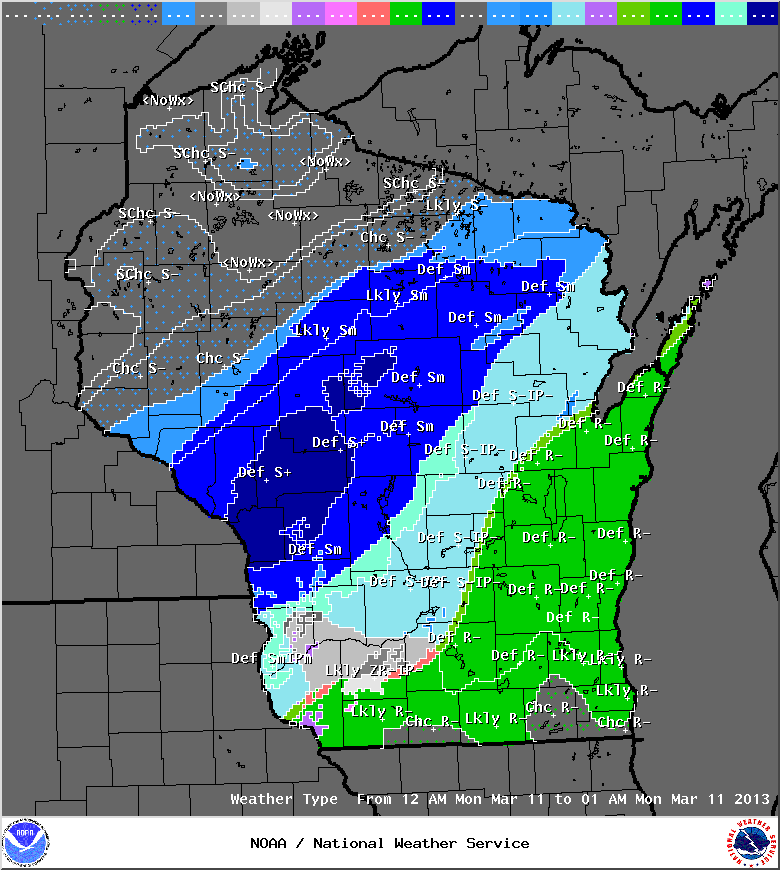 SChc S-
<NoWx>
SChc S-
<NoWx>
SChc S-
<NoWx>
Lkly S-
SChc S-
<NoWx>
Chc S-
<NoWx>
Def Sm
SChc S-
Def Sm
Lkly Sm
Def Sm
Lkly Sm
Chc S-
Chc S-
Def Sm
Def R-
Def S-IP-
Def R-
Def Sm
Def S+
Def R-
Def S-IP-
Def R-
Def S+
Def R-
Def R-
Def S-IP-
Def R-
Def Sm
Def R-
Def S-IP-
Def R-
Def R-
Def R-
Def R-
Def SmIPm
Def R-
Lkly R-
Lkly R-
Lkly ZR-IP-
Lkly R-
Lkly R-
Chc R-
Lkly R-
Chc R-
Chc R-
Weather Type From 12 AM Mon Mar 11 to 01 AM Mon Mar 11 2013
NOAA
NOAA / National Weather Service
NATIONAL WEATHER SERVICE